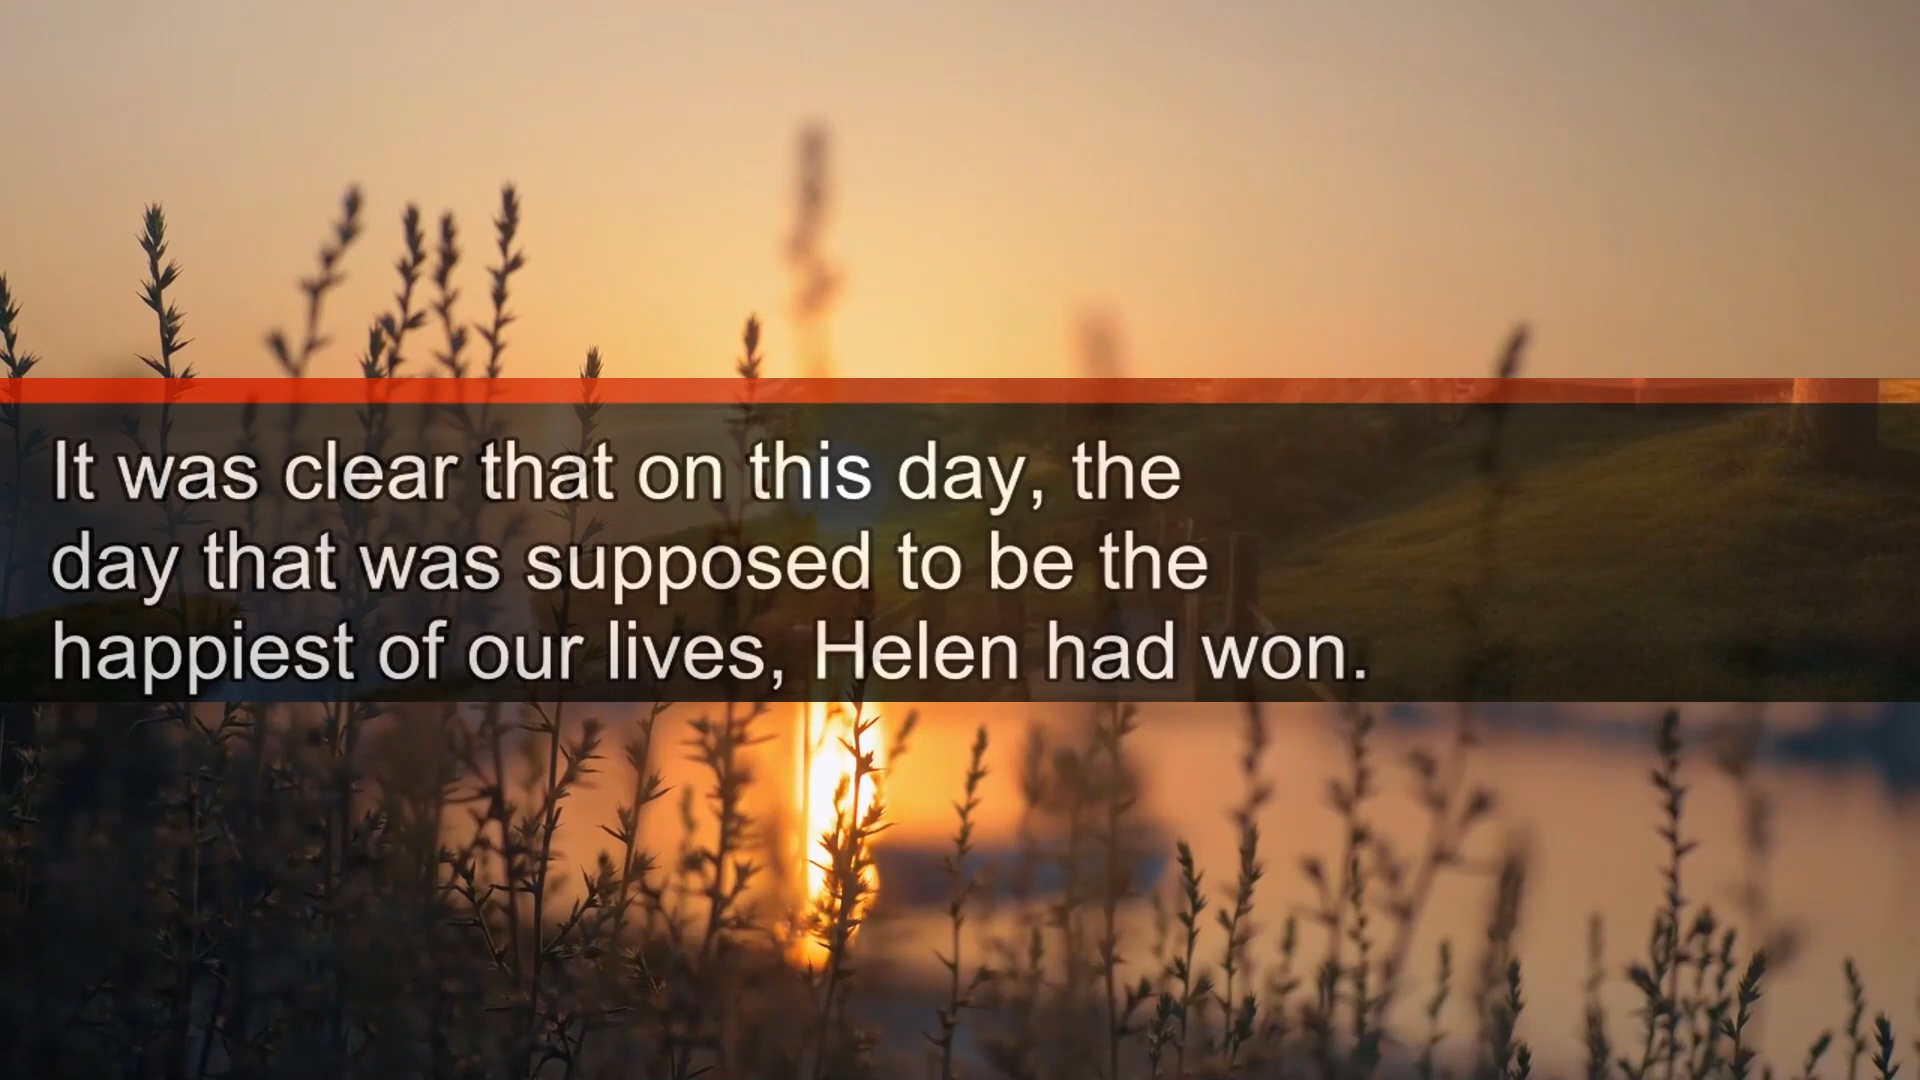 It was clear that on this day, the
day that was supposed to be the
happiest of our lives, Helen had won.